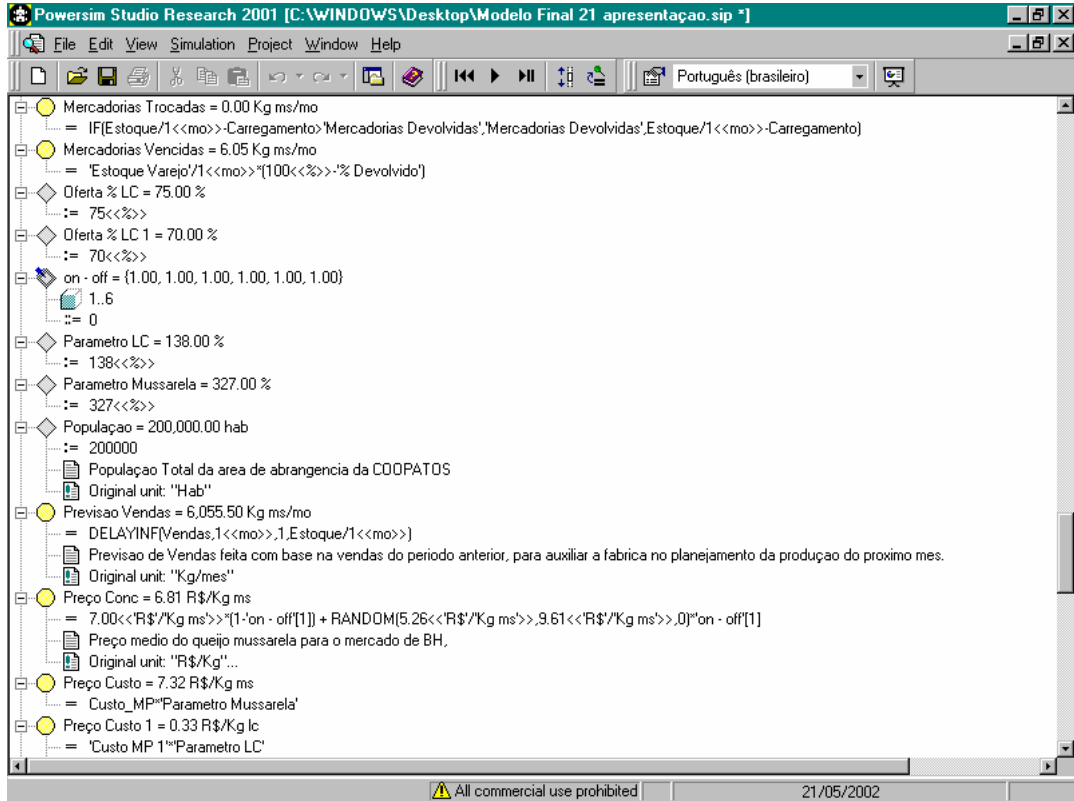 Powersim Studio Research 2001 [C:\WINDOWS\Desktop\Modelo Final 21 apresentaçao.sip *]
File Edit View Simulation Project Window Help
Português (brasileiro)
Mercadorias Trocadas = 0.00 Kg ms/mo
= IF(Estoque/1<<mo>>-Carregamento>'Mercadorias Devolvidas','Mercadorias Devolvidas',Estoque/1<<mo>>-Carregamento)
Mercadorias Vencidas = 6.05 Kg ms/mo
= 'Estoque Varejo'/1<<mo>>*(100<<%>>-'% Devolvido')
Oferta % LC = 75.00 %
:= 75<<%>>
Oferta % LC 1 = 70.00 %
:= 70<<%>>
on - off = {1.00, 1.00, 1.00, 1.00, 1.00, 1.00}
1..6
::= 0
Parametro LC = 138.00 %
:= 138<<%>>
Parametro Mussarela = 327.00 %
:= 327<<%>>
Populaçao = 200,000.00 hab
:= 200000
Populaçao Total da area de abrangencia da COOPATOS
Original unit: "Hab"
Previsao Vendas = 6,055.50 Kg ms/mo
= DELAYINF(Vendas,1<<mo>>,1,Estoque/1<<mo>>)
Previsao de Vendas feita com base na vendas do periodo anterior, para auxiliar a fabrica no planejamento da produçao do proximo mes.
Original unit: "Kg/mes"
Preço Conc = 6.81 R$/Kg ms
= 7.00<<'R$'/'Kg ms'>>*(1-'on - off'[1]) + RANDOM(5.26<<'R$'/'Kg ms'>>,9.61<<'R$'/'Kg ms'>>,0)*'on - off'[1]
Preço medio do queijo mussarela para o mercado de BH,
Original unit: "R$/Kg"...
Preço Custo = 7.32 R$/Kg ms
= Custo_MP*'Parametro Mussarela'
Preço Custo 1 = 0.33 R$/Kg lc
= 'Custo MP 1'*'Parametro LC'
All commercial use prohibited
21/05/2002